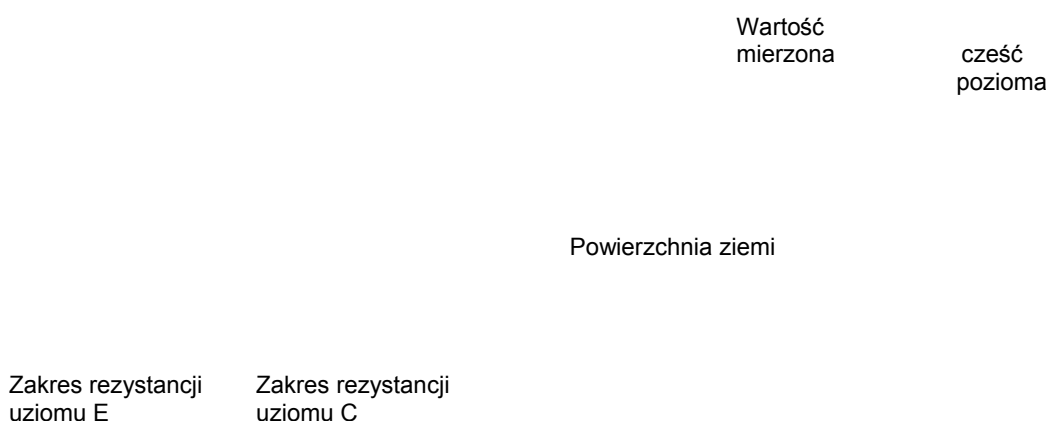 Wartość
mierzona
cześć
pozioma
Powierzchnia ziemi
Zakres rezystancji
uziomu E
Zakres rezystancji
uziomu C